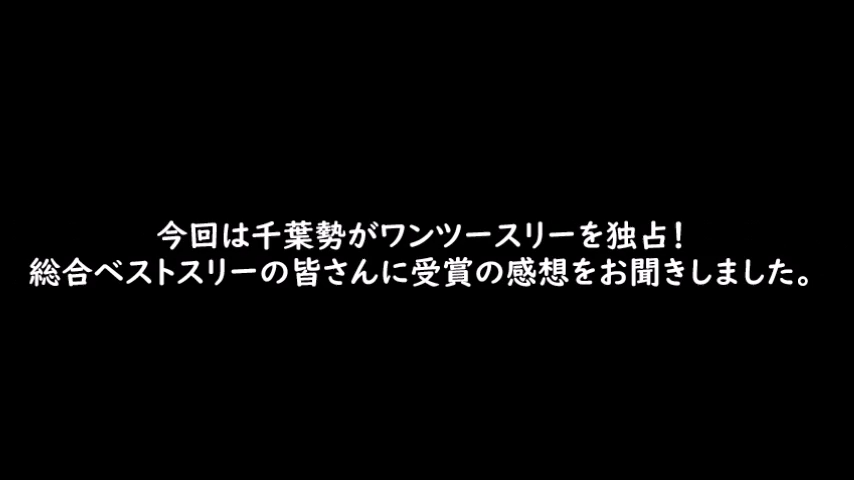 今回は千葉勢がワンツースリーを独占！
総合ベストスリーの皆さんに受賞の感想をお聞きしました。